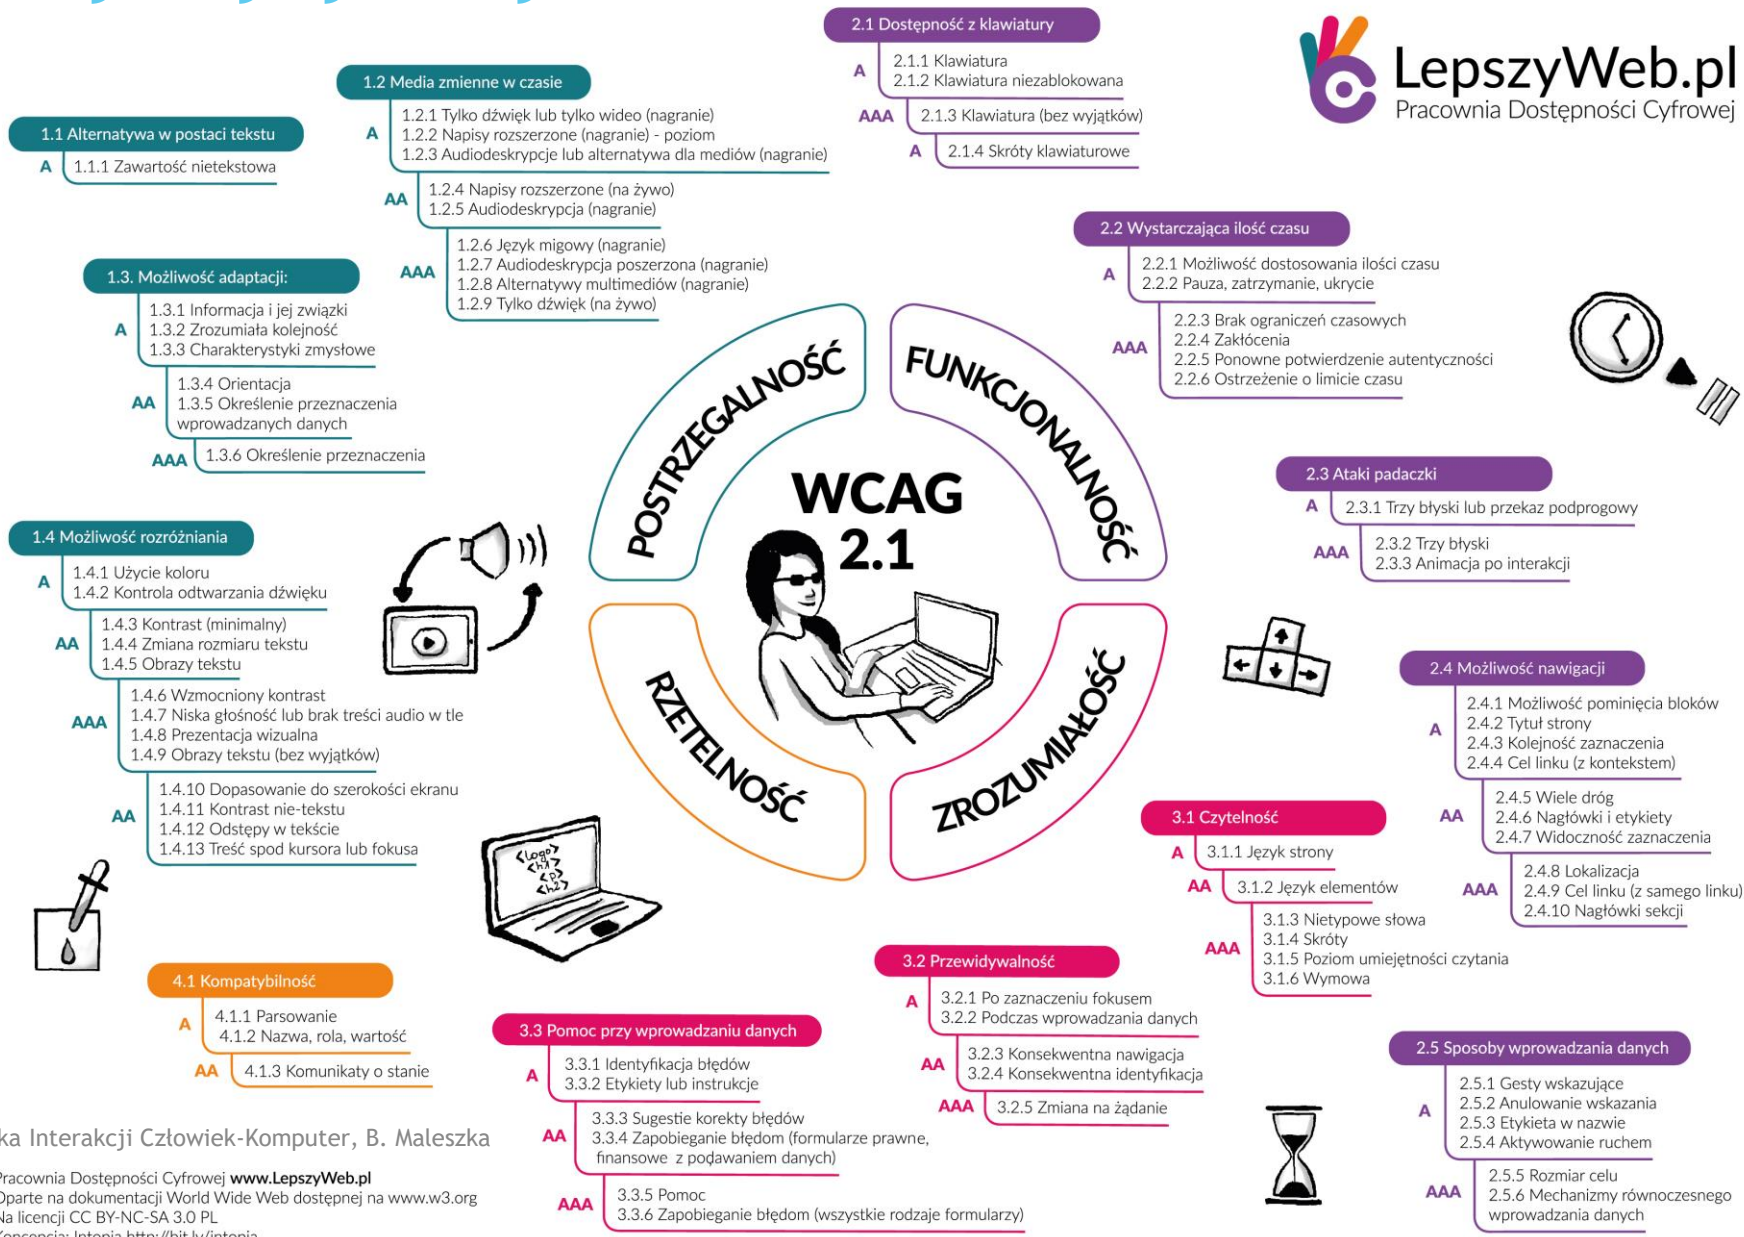 LepszyWeb.pl
Pracownia Dostępności Cyfrowej
WCAG
2.1
POSTRZEGALNOŚĆ
FUNKCJONALNOŚĆ
RZETELNOŚĆ
ZROZUMIAŁOŚĆ
1.1 Alternatywa w postaci tekstu
A
1.1.1 Zawartość nietekstowa
1.2 Media zmienne w czasie
A
1.2.1 Tylko dźwięk lub tylko wideo (nagranie)
1.2.2 Napisy rozszerzone (nagranie) - poziom
1.2.3 Audiodeskrypcje lub alternatywa dla mediów (nagranie)
AA
1.2.4 Napisy rozszerzone (na żywo)
1.2.5 Audiodeskrypcja (nagranie)
AAA
1.2.6 Język migowy (nagranie)
1.2.7 Audiodeskrypcja poszerzona (nagranie)
1.2.8 Alternatywy multimediów (nagranie)
1.2.9 Tylko dźwięk (na żywo)
1.3. Możliwość adaptacji:
A
1.3.1 Informacja i jej związki
1.3.2 Zrozumiała kolejność
1.3.3 Charakterystyki zmysłowe
AA
1.3.4 Orientacja
1.3.5 Określenie przeznaczenia
wprowadzanych danych
AAA
1.3.6 Określenie przeznaczenia
1.4 Możliwość rozróżniania
A
1.4.1 Użycie koloru
1.4.2 Kontrola odtwarzania dźwięku
AA
1.4.3 Kontrast (minimalny)
1.4.4 Zmiana rozmiaru tekstu
1.4.5 Obrazy tekstu
AAA
1.4.6 Wzmocniony kontrast
1.4.7 Niska głośność lub brak treści audio w tle
1.4.8 Prezentacja wizualna
1.4.9 Obrazy tekstu (bez wyjątków)
AA
1.4.10 Dopasowanie do szerokości ekranu
1.4.11 Kontrast nie-tekstu
1.4.12 Odstępy w tekście
1.4.13 Treść spod kursora lub fokusa
2.1 Dostępność z klawiatury
A
2.1.1 Klawiatura
2.1.2 Klawiatura niezablokowana
AAA
2.1.3 Klawiatura (bez wyjątków)
A
2.1.4 Skróty klawiaturowe
2.2 Wystarczająca ilość czasu
A
2.2.1 Możliwość dostosowania ilości czasu
2.2.2 Pauza, zatrzymanie, ukrycie
AAA
2.2.3 Brak ograniczeń czasowych
2.2.4 Zakłócenia
2.2.5 Ponowne potwierdzenie autentyczności
2.2.6 Ostrzeżenie o limicie czasu
2.3 Ataki padaczki
A
2.3.1 Trzy błyski lub przekaz podprogowy
AAA
2.3.2 Trzy błyski
2.3.3 Animacja po interakcji
2.4 Możliwość nawigacji
A
2.4.1 Możliwość pominięcia bloków
2.4.2 Tytuł strony
2.4.3 Kolejność zaznaczenia
2.4.4 Cel linku (z kontekstem)
AA
2.4.5 Wiele dróg
2.4.6 Nagłówki i etykiety
2.4.7 Widoczność zaznaczenia
AAA
2.4.8 Lokalizacja
2.4.9 Cel linku (z samego linku)
2.4.10 Nagłówki sekcji
2.5 Sposoby wprowadzania danych
A
2.5.1 Gesty wskazujące
2.5.2 Anulowanie wskazania
2.5.3 Etykieta w nazwie
2.5.4 Aktywowanie ruchem
AAA
2.5.5 Rozmiar celu
2.5.6 Mechanizmy równoczesnego
wprowadzania danych
3.1 Czytelność
A
3.1.1 Język strony
AA
3.1.2 Język elementów
AAA
3.1.3 Nietypowe słowa
3.1.4 Skróty
3.1.5 Poziom umiejętności czytania
3.1.6 Wymowa
3.2 Przewidywalność
A
3.2.1 Po zaznaczeniu fokusem
3.2.2 Podczas wprowadzania danych
AA
3.2.3 Konsekwentna nawigacja
3.2.4 Konsekwentna identyfikacja
AAA
3.2.5 Zmiana na żądanie
3.3 Pomoc przy wprowadzaniu danych
A
3.3.1 Identyfikacja błędów
3.3.2 Etykiety lub instrukcje
AA
3.3.3 Sugestie korekty błędów
3.3.4 Zapobieganie błędom (formularze prawne,
finansowe z podawaniem danych)
AAA
3.3.5 Pomoc
3.3.6 Zapobieganie błędom (wszystkie rodzaje formularzy)
4.1 Kompatybilność
A
4.1.1 Parsowanie
4.1.2 Nazwa, rola, wartość
AA
4.1.3 Komunikaty o stanie
<logo>
<h1>
<p>
<h2>
ka Interakcji Człowiek-Komputer, B. Maleszka
Pracownia Dostępności Cyfrowej www.LepszyWeb.pl
Oparte na dokumentacji World Wide Web dostępnej na www.w3.org
Na licencji CC BY-NC-SA 3.0 PL
Koncepcja: Intopia http://bit.ly/intopia